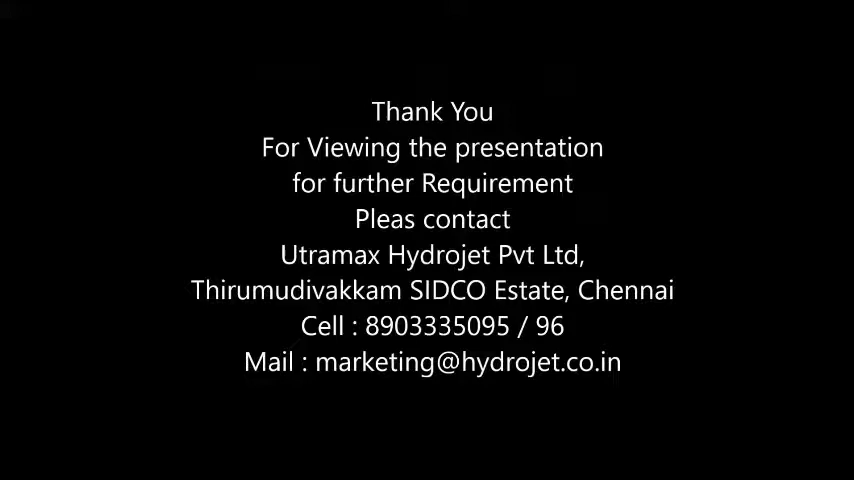 Thank You
For Viewing the presentation
for further Requirement
Pleas contact
Utramax Hydrojet Pvt Ltd,
Thirumudivakkam SIDCO Estate, Chennai
Cell : 8903335095 / 96
Mail : marketing@hydrojet.co.in